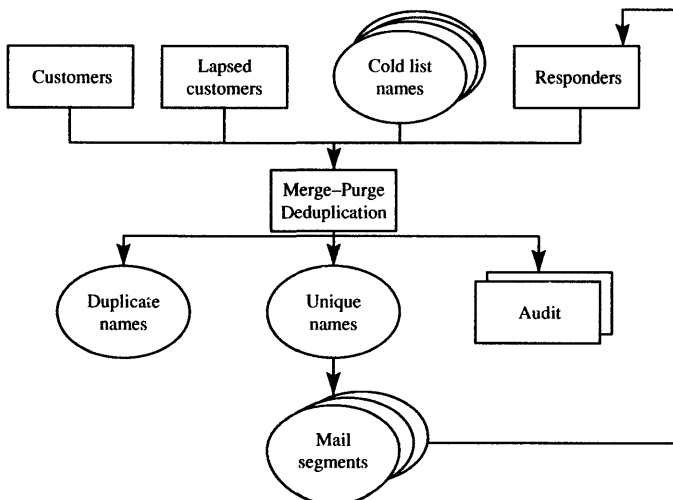 Customers
Lapsed
customers
Cold list
names
Responders
Merge–Purge
Deduplication
Duplicate
names
Unique
names
Audit
Mail
segments